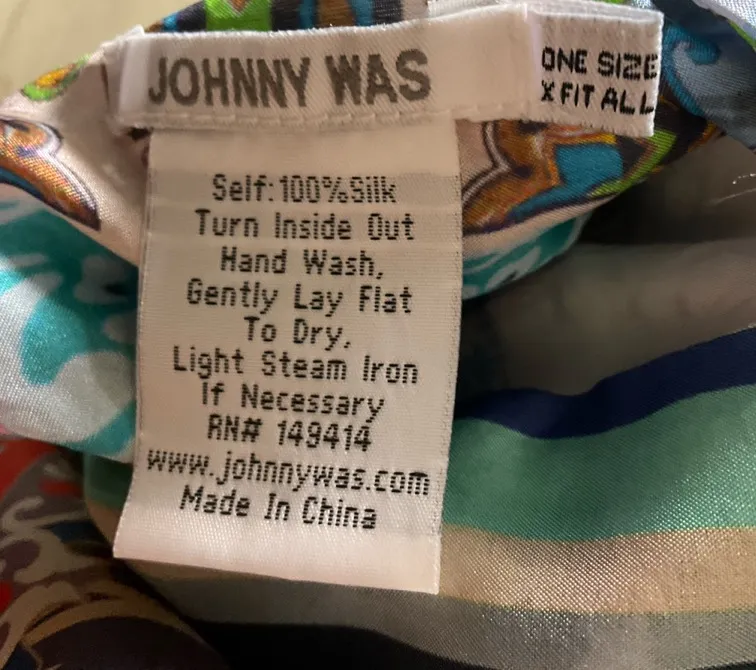 JOHNNY WAS
ONE SIZE
X FIT ALL
Self:100%Silk
Turn Inside Out
Hand Wash,
Gently Lay Flat
To Dry,
Light Steam Iron
If Necessary
RN# 149414
www.johnnywas.com
Made In China